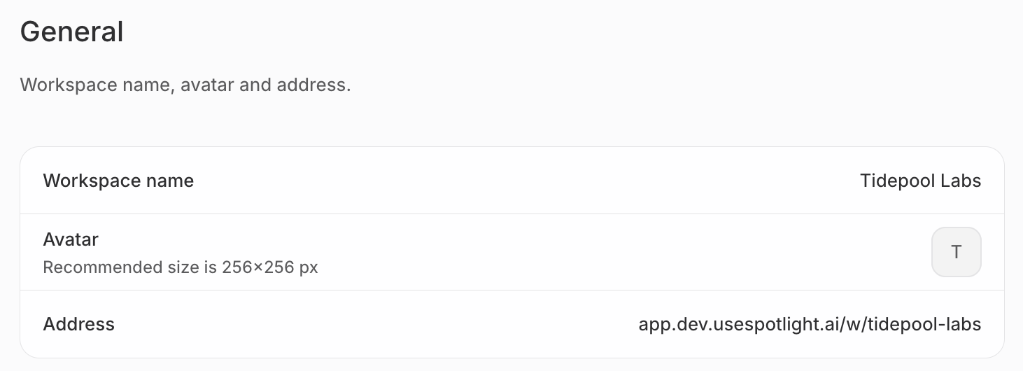 General
Workspace name, avatar and address.
Workspace name
Tidepool Labs
Avatar
Recommended size is 256×256 px
T
Address
app.dev.usespotlight.ai/w/tidepool-labs